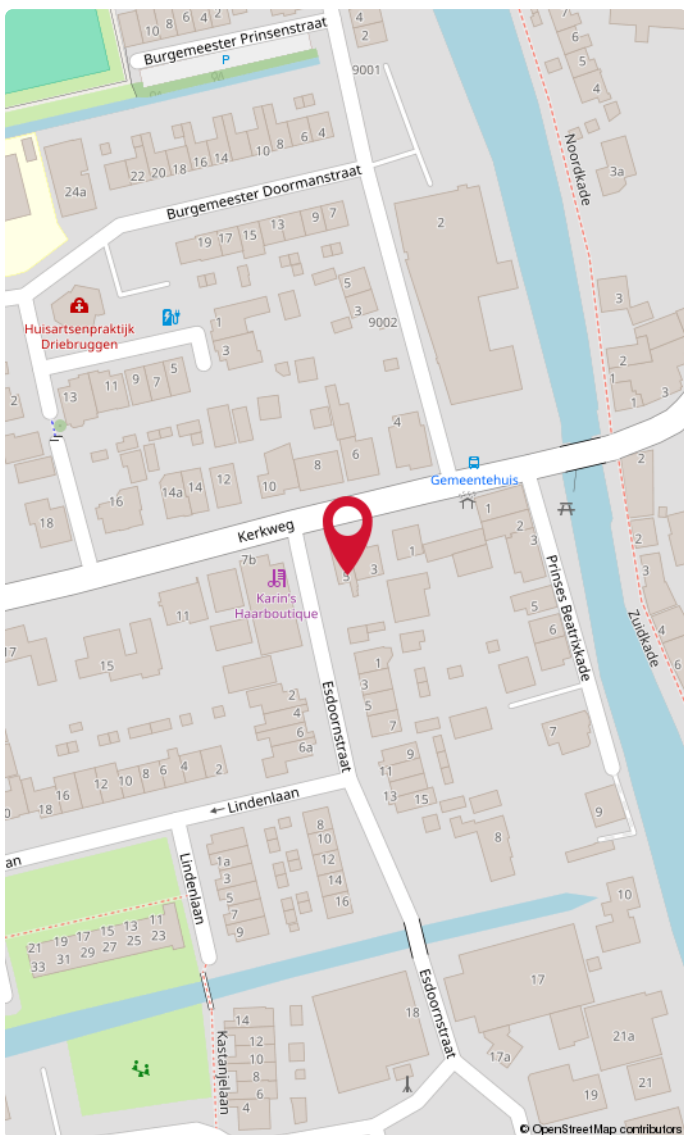 10 8 6 4
4
2
7
6
5
4
Burgemeester Prinsenstraat
P
9001
Noordkade
3a
24a
22 20 18 16 14 10 8 6 4
Burgemeester Doormanstraat
19 17 15 13 9 7
2
5
3
9002
3
Huisartsenpraktijk
Driebruggen
1
3
2
1
3
1
13 11 9 7 5
2
4
6
8
10
12
14
14a
16
18
Gemeentehuis
Kerkweg
7b
1
2
3
1
3
5
2
1
2
Karin's
Haarboutique
11
15
17
Prinses Beatrixkade
5
6
Zuidkade
4
6
Esdoornstraat
1
3
5
7
2
4
6
6a
7
9
11
13 15
18 16 12 10 8 6 4 2
Lindenlaan
9
8
8
10
12
14
16
1a
3
5
7
9
Lindenlaan
10
21 19 17 15 13 11
33 31 29 27 25 23
Esdoornstraat
17
17a
18
21a
21
19
14
12
10
8
6
4
Kastanjelaan
© OpenStreetMap contributors